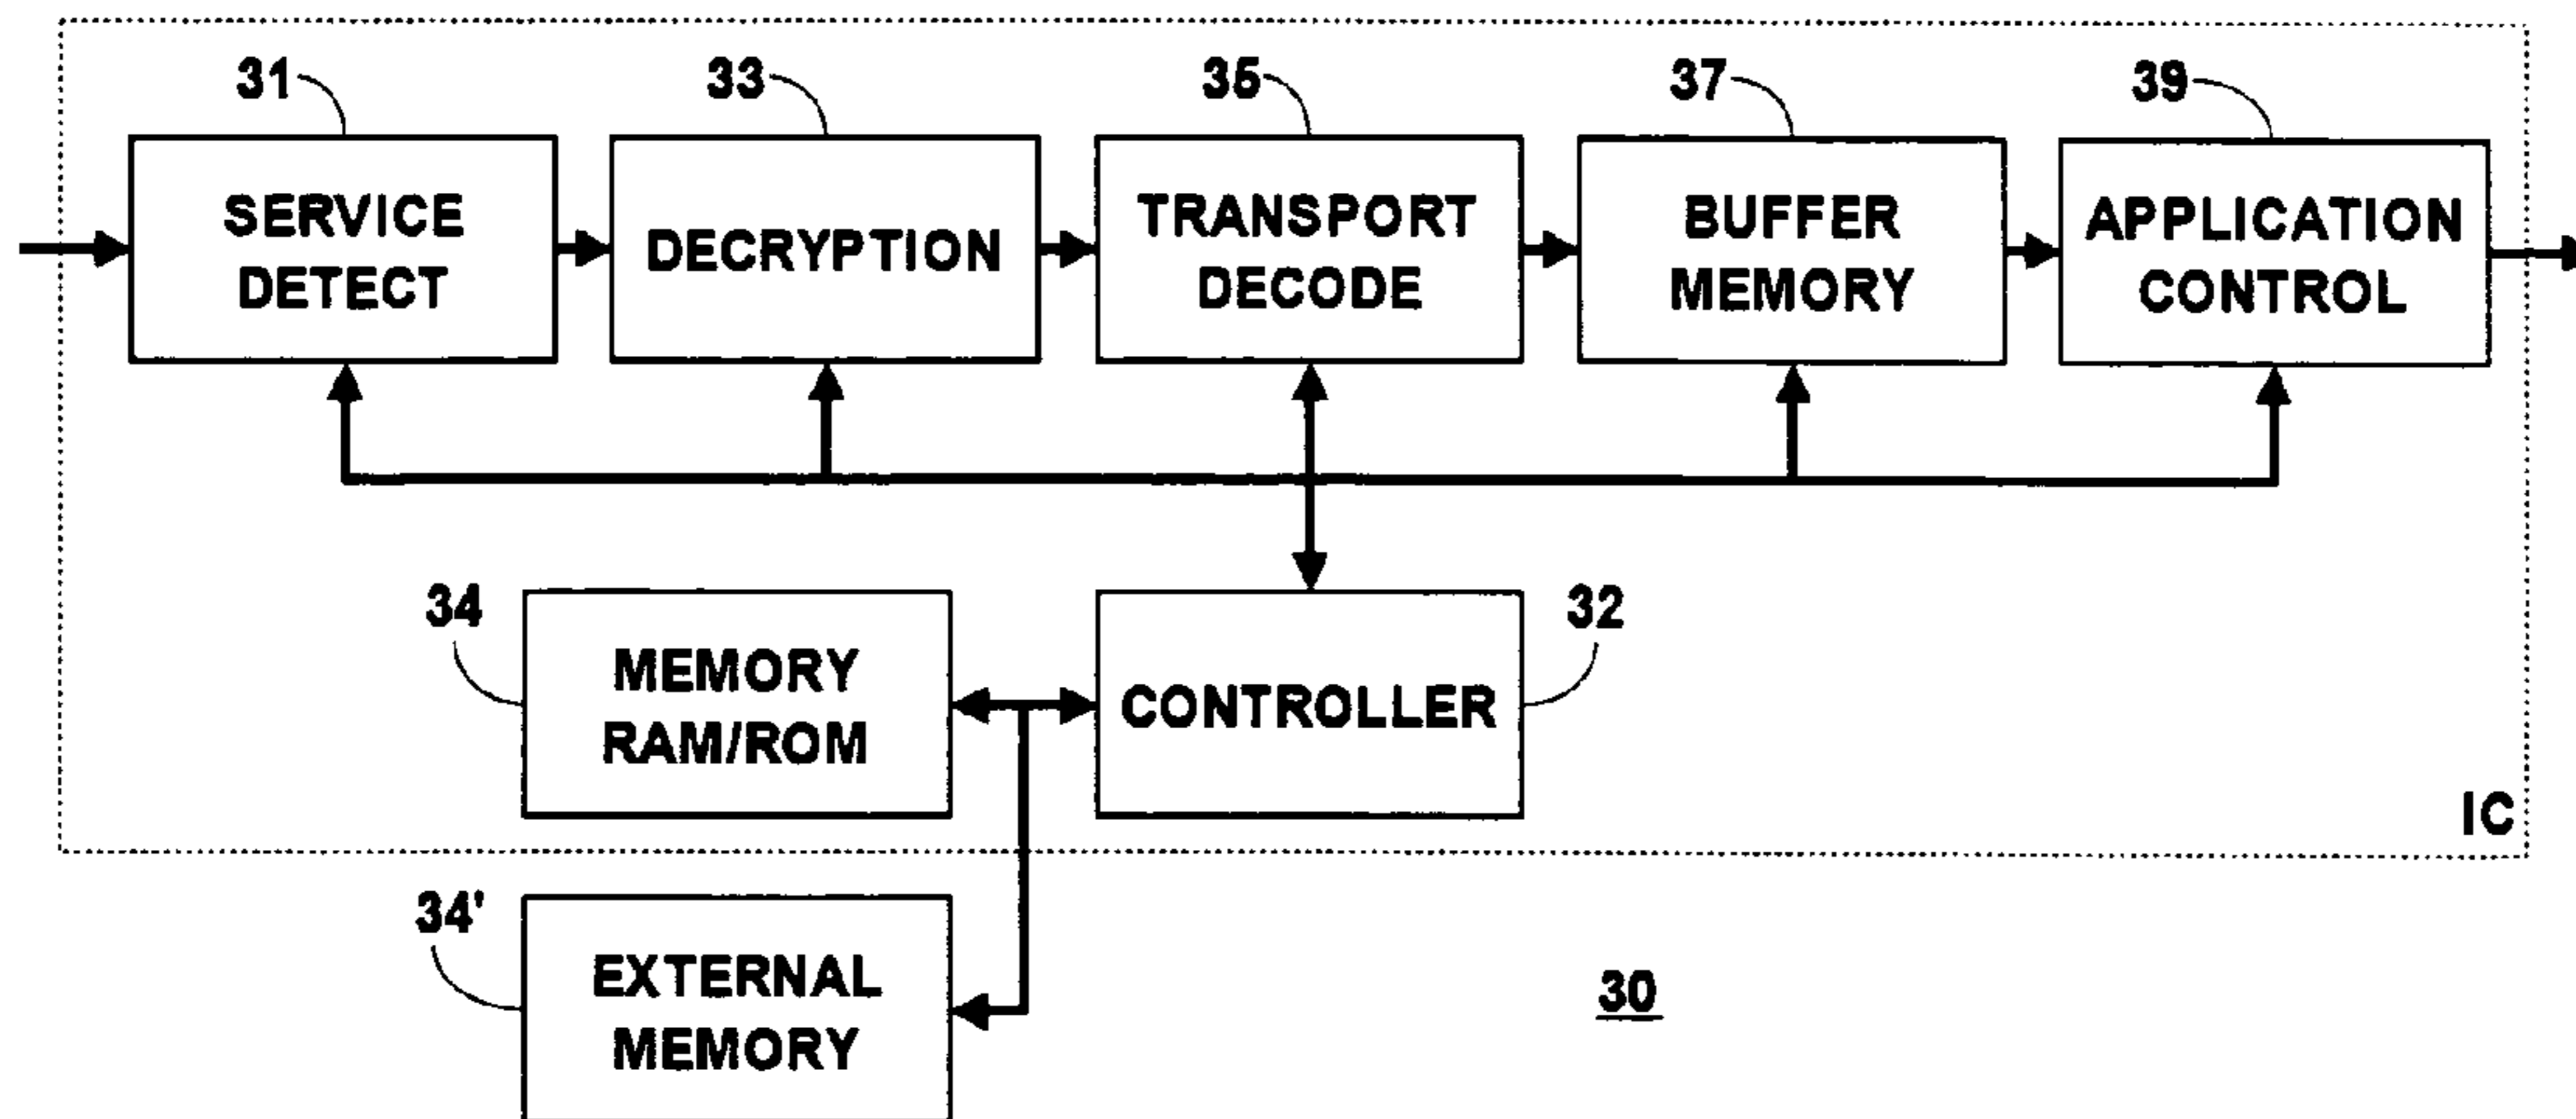 31
33
35
37
39
SERVICE
DETECT
DECRYPTION
TRANSPORT
DECODE
BUFFER
MEMORY
APPLICATION
CONTROL
34
MEMORY
RAM/ROM
CONTROLLER
32
IC
34'
EXTERNAL
MEMORY
30